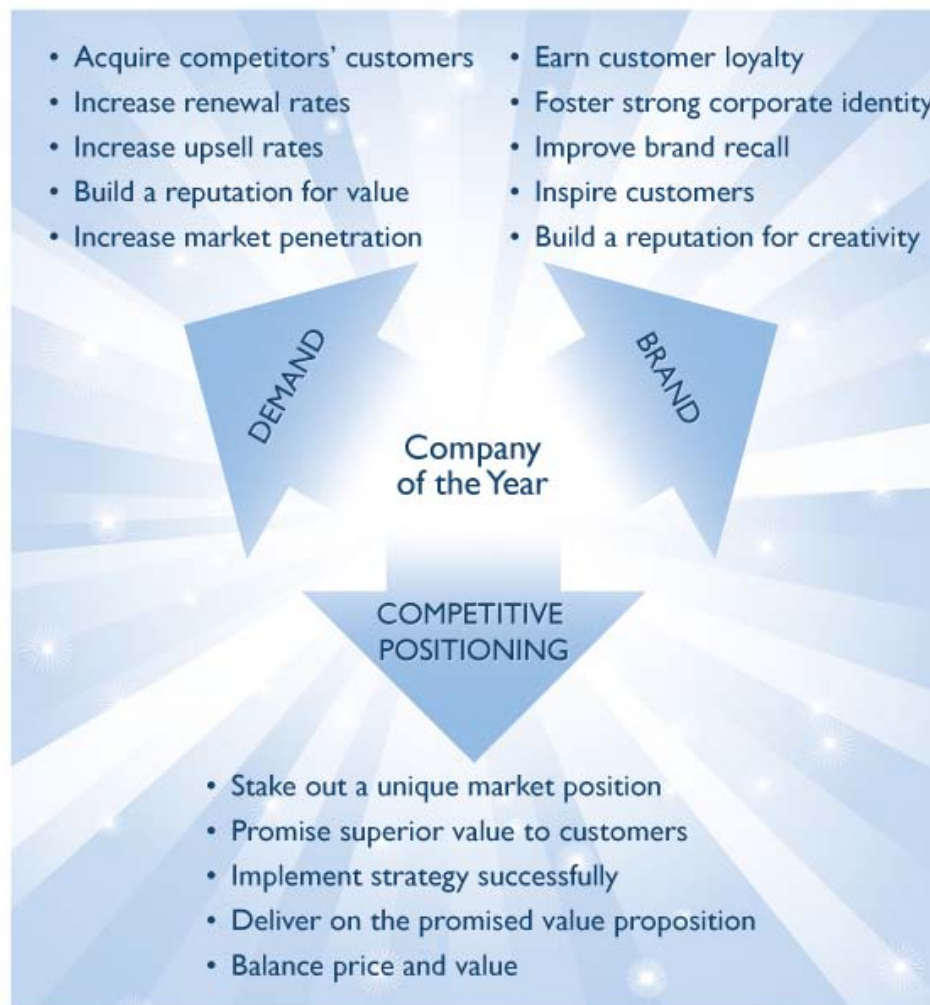 • Acquire competitors’ customers
• Increase renewal rates
• Increase upsell rates
• Build a reputation for value
• Increase market penetration
• Earn customer loyalty
• Foster strong corporate identity
• Improve brand recall
• Inspire customers
• Build a reputation for creativity
DEMAND
BRAND
Company
of the Year
COMPETITIVE
POSITIONING
• Stake out a unique market position
• Promise superior value to customers
• Implement strategy successfully
• Deliver on the promised value proposition
• Balance price and value